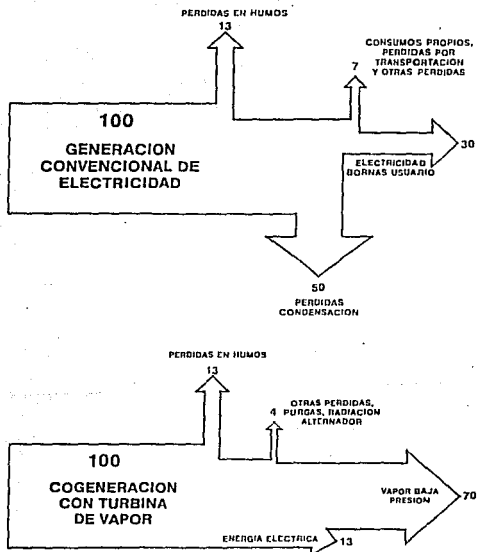 PERDIDAS EN HUMOS
13
CONSUMOS PROPIOS,
PERDIDAS POR
TRANSPORTACION
Y OTRAS PERDIDAS
7
100
GENERACION
CONVENCIONAL DE
ELECTRICIDAD
30
ELECTRICIDAD
BORNAS USUARIO
50
PERDIDAS
CONDENSACION
PERDIDAS EN HUMOS
13
OTRAS PERDIDAS,
PURGAS, RADIACION
ALTERNADOR
4
100
COGENERACION
CON TURBINA
DE VAPOR
VAPOR BAJA
PRESION
70
ENERGIA ELECTRICA
13